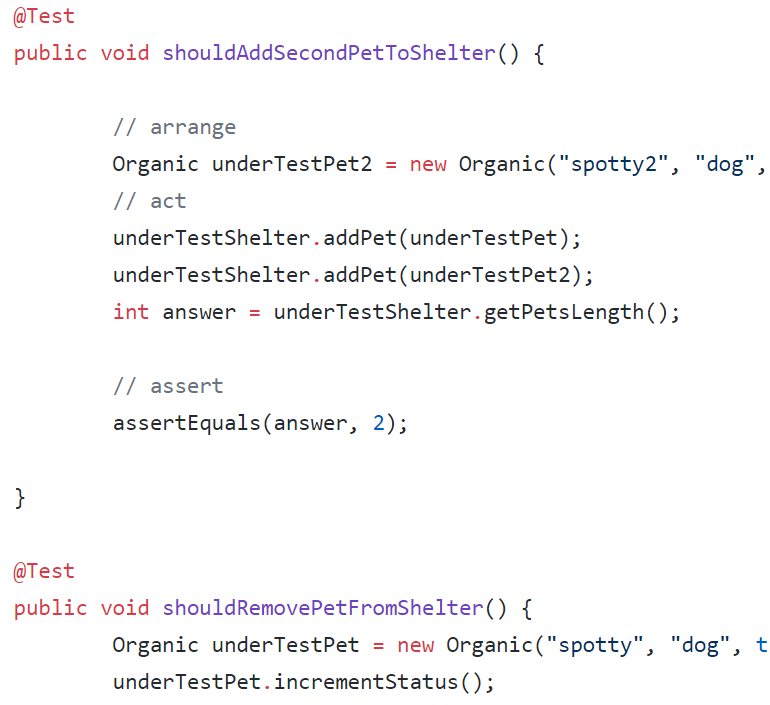 @Test
public void shouldAddSecondPetToShelter() {
// arrange
Organic underTestPet2 = new Organic("spotty2", "dog",
// act
underTestShelter.addPet(underTestPet);
underTestShelter.addPet(underTestPet2);
int answer = underTestShelter.getPetsLength();
// assert
assertEquals(answer, 2);
}
@Test
public void shouldRemovePetFromShelter() {
Organic underTestPet = new Organic("spotty", "dog", t
underTestPet.incrementStatus();